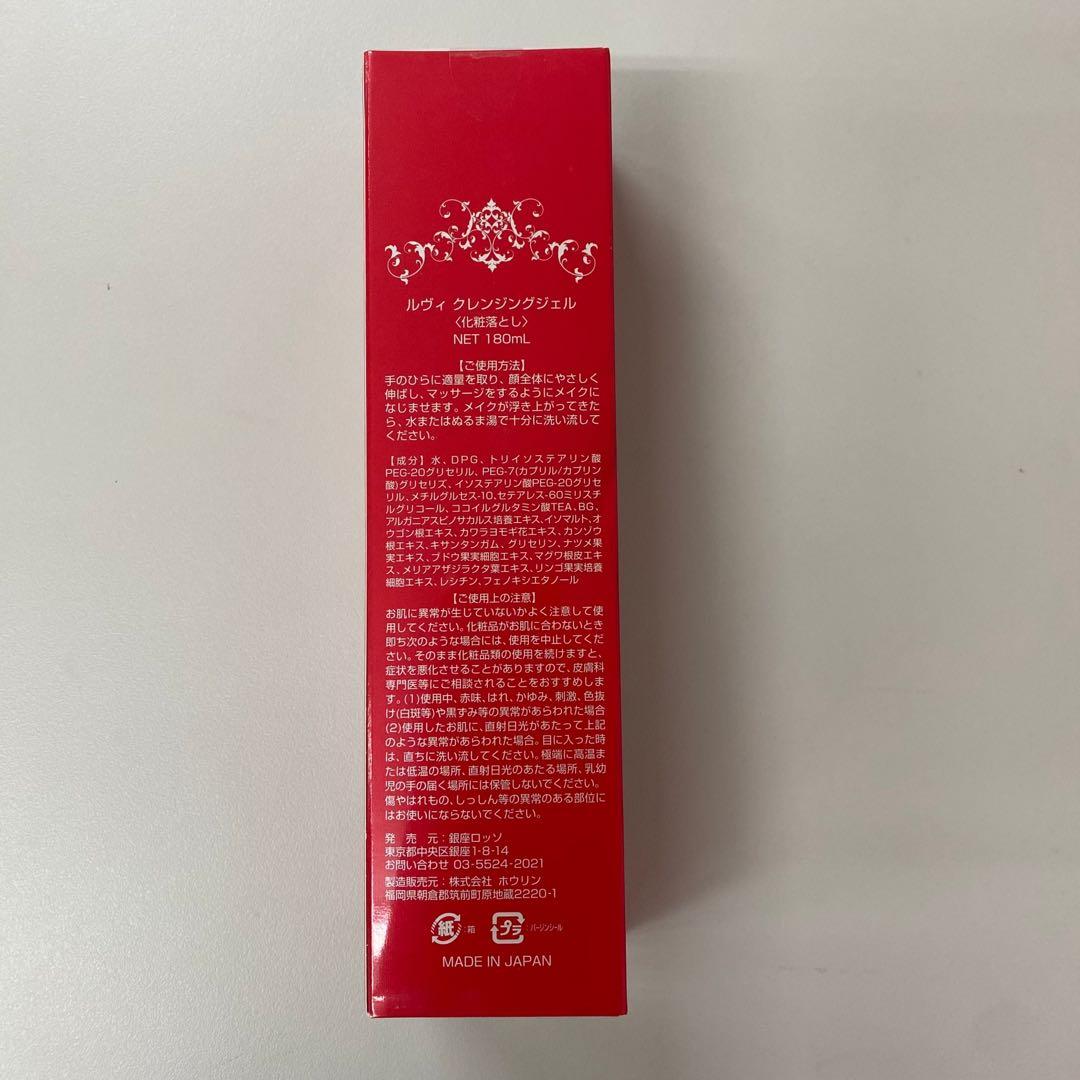 ルヴィ クレンジングジェル
〈化粧落とし〉
NET 180mL
【ご使用方法】
手のひらに適量を取り、顔全体にやさしく
伸ばし、マッサージをするようにメイクに
なじませます。メイクが浮き上がってきた
ら、水またはぬるま湯で十分に洗い流して
ください。
【成分】水、DPG、トリイソステアリン酸
PEG-20グリセリル、PEG-7(カプリル/カプリン
酸)グリセリズ、イソステアリン酸PEG-20グリセ
リル、メチルグルセス-10、セテアレス-60ミリスチ
ルグリコール、ココイルグルタミン酸TEA、BG、
アルガニアスピノサカルス培養エキス、イソマルト、オ
ウゴン根エキス、カワラヨモギ花エキス、カンゾウ
根エキス、キサンタンガム、グリセリン、ナツメ果
実エキス、ブドウ果実細胞エキス、マグワ根皮エキ
ス、メリアアザジラクタ葉エキス、リンゴ果実培養
細胞エキス、レシチン、フェノキシエタノール
【ご使用上の注意】
お肌に異常が生じていないかよく注意して使
用してください。化粧品がお肌に合わないとき
即ち次のような場合には、使用を中止してくだ
さい。そのまま化粧品類の使用を続けますと、
症状を悪化させることがありますので、皮膚科
専門医等にご相談されることをおすすめしま
す。(1)使用中、赤味、はれ、かゆみ、刺激、色抜
け(白斑等)や黒ずみ等の異常があらわれた場合
(2)使用したお肌に、直射日光があたって上記
のような異常があらわれた場合。目に入った時
は、直ちに洗い流してください。極端に高温ま
たは低温の場所、直射日光のあたる場所、乳幼
児の手の届く場所には保管しないでください。
傷やはれもの、しっしん等の異常のある部位に
はお使いにならないでください。
発 売 元：銀座ロッソ
東京都中央区銀座1-8-14
お問い合わせ 03-5524-2021
製造販売元：株式会社 ホウリン
福岡県朝倉郡筑前町原地蔵2220-1
紙：箱 プラ：バージンシール
MADE IN JAPAN